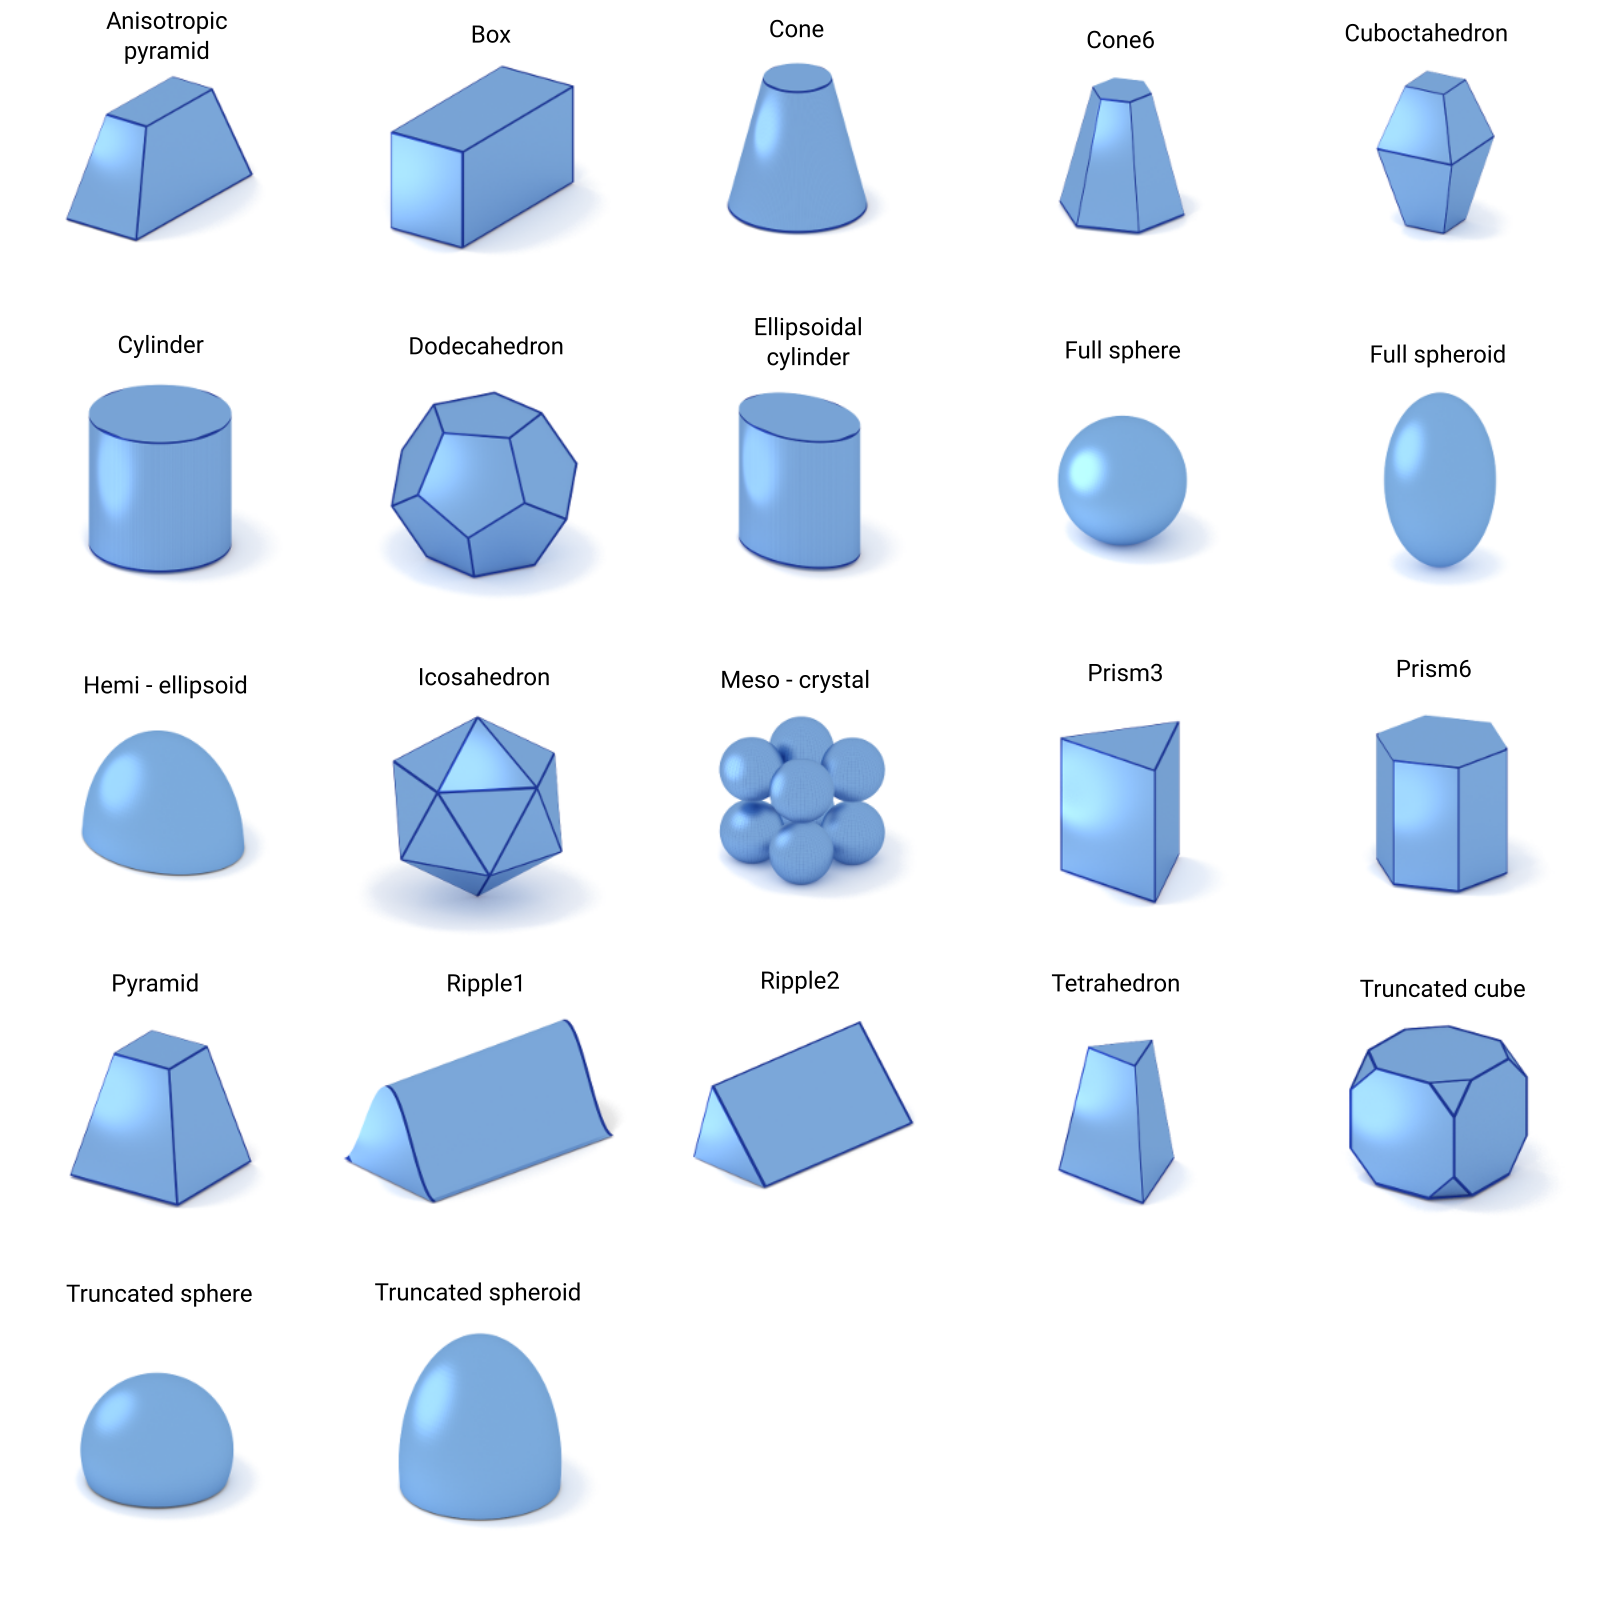 Anisotropic
pyramid
Box
Cone
Cone6
Cuboctahedron
Cylinder
Dodecahedron
Ellipsoidal
cylinder
Full sphere
Full spheroid
Hemi - ellipsoid
Icosahedron
Meso - crystal
Prism3
Prism6
Pyramid
Ripple1
Ripple2
Tetrahedron
Truncated cube
Truncated sphere
Truncated spheroid